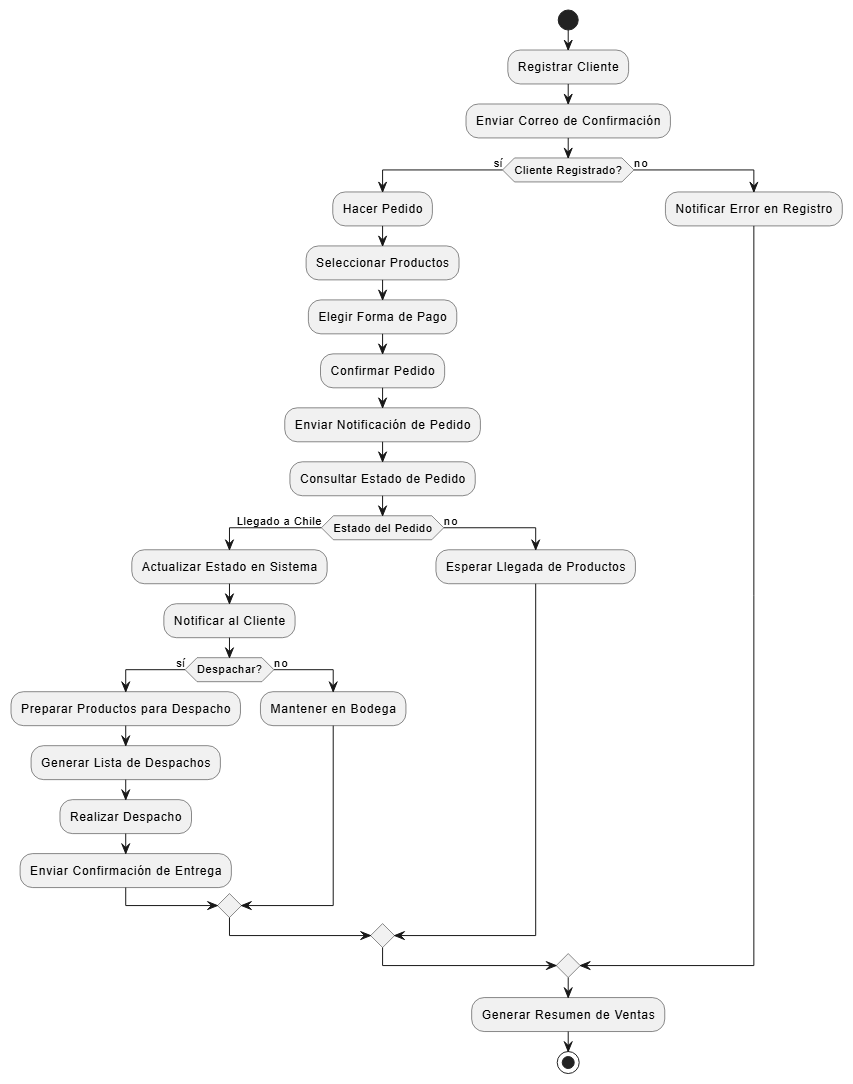 Registrar Cliente
Enviar Correo de Confirmación
sí
Cliente Registrado?
no
Hacer Pedido
Notificar Error en Registro
Seleccionar Productos
Elegir Forma de Pago
Confirmar Pedido
Enviar Notificación de Pedido
Consultar Estado de Pedido
Llegado a Chile
Estado del Pedido
no
Actualizar Estado en Sistema
Esperar Llegada de Productos
Notificar al Cliente
sí
Despachar?
no
Preparar Productos para Despacho
Mantener en Bodega
Generar Lista de Despachos
Realizar Despacho
Enviar Confirmación de Entrega
Generar Resumen de Ventas